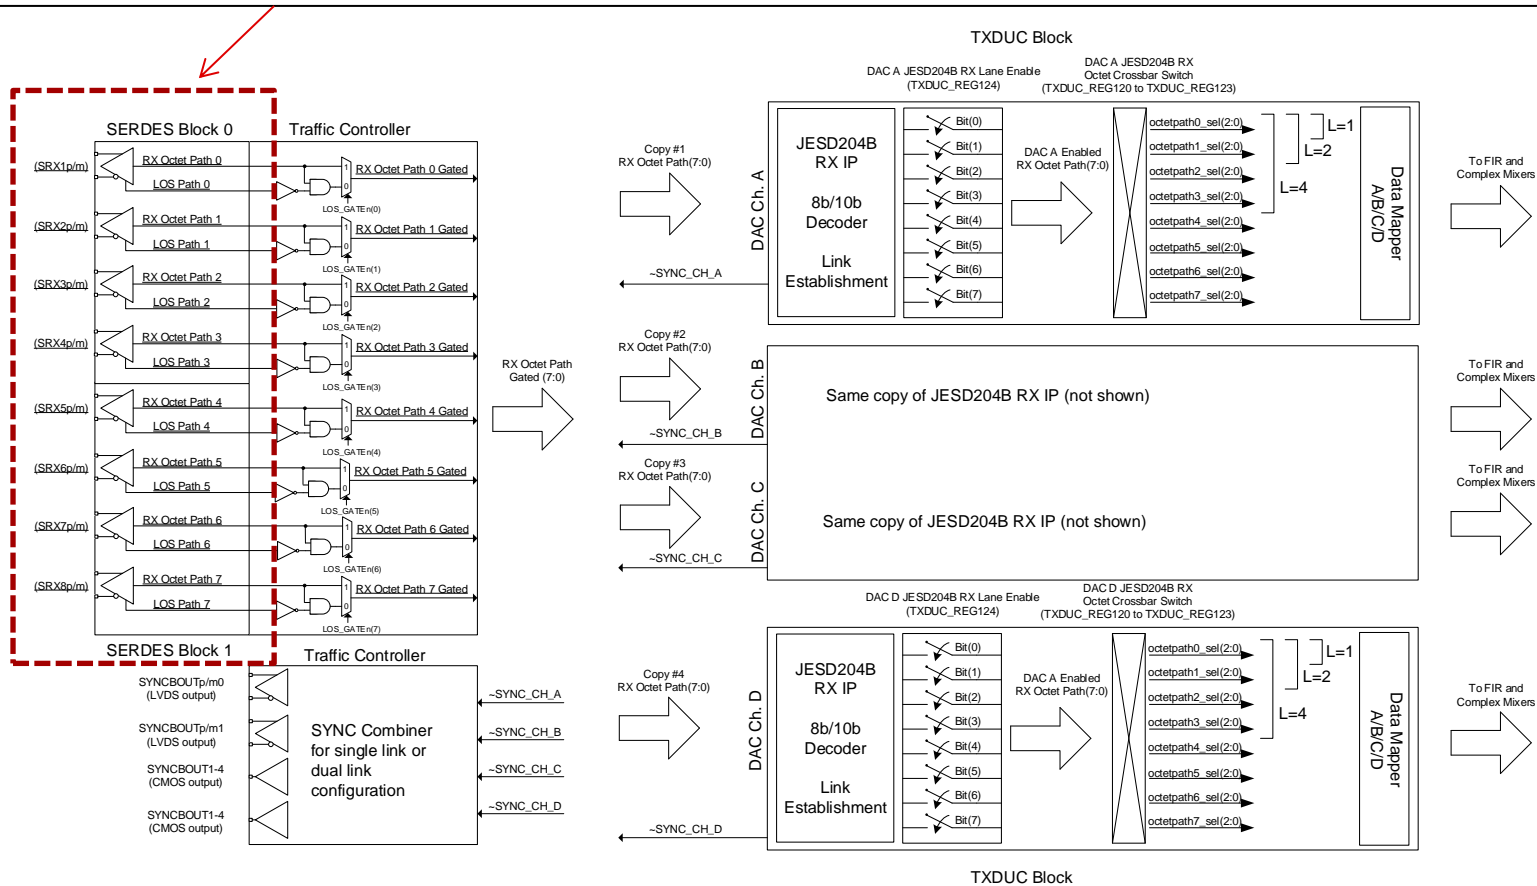 TXDUC Block
DAC A JESD204B RX Lane Enable
(TXDUC_REG124)
DAC A JESD204B RX
Octet Crossbar Switch
(TXDUC_REG120 to TXDUC_REG123)
SERDES Block 0
Traffic Controller
(SRX1p/m)
RX Octet Path 0
LOS Path 0
1
0
RX Octet Path 0 Gated
LOS_GATEn(0)
(SRX2p/m)
RX Octet Path 1
LOS Path 1
1
0
RX Octet Path 1 Gated
LOS_GATEn(1)
(SRX3p/m)
RX Octet Path 2
LOS Path 2
1
0
RX Octet Path 2 Gated
LOS_GATEn(2)
(SRX4p/m)
RX Octet Path 3
LOS Path 3
1
0
RX Octet Path 3 Gated
LOS_GATEn(3)
(SRX5p/m)
RX Octet Path 4
LOS Path 4
1
0
RX Octet Path 4 Gated
LOS_GATEn(4)
(SRX6p/m)
RX Octet Path 5
LOS Path 5
1
0
RX Octet Path 5 Gated
LOS_GATEn(5)
(SRX7p/m)
RX Octet Path 6
LOS Path 6
1
0
RX Octet Path 6 Gated
LOS_GATEn(6)
(SRX8p/m)
RX Octet Path 7
LOS Path 7
1
0
RX Octet Path 7 Gated
LOS_GATEn(7)
SERDES Block 1
Traffic Controller
SYNCBOUTp/m0
(LVDS output)
SYNCBOUTp/m1
(LVDS output)
SYNCBOUT1-4
(CMOS output)
SYNCBOUT1-4
(CMOS output)
SYNC Combiner
for single link or
dual link
configuration
~SYNC_CH_A
~SYNC_CH_B
~SYNC_CH_C
~SYNC_CH_D
RX Octet Path
Gated (7:0)
Copy #1
RX Octet Path(7:0)
~SYNC_CH_A
Copy #2
RX Octet Path(7:0)
~SYNC_CH_B
Copy #3
RX Octet Path(7:0)
~SYNC_CH_C
Copy #4
RX Octet Path(7:0)
~SYNC_CH_D
DAC Ch. A
JESD204B
RX IP
8b/10b
Decoder
Link
Establishment
Bit(0)
Bit(1)
Bit(2)
Bit(3)
Bit(4)
Bit(5)
Bit(6)
Bit(7)
DAC A Enabled
RX Octet Path(7:0)
octetpath0_sel(2:0)
octetpath1_sel(2:0)
octetpath2_sel(2:0)
octetpath3_sel(2:0)
octetpath4_sel(2:0)
octetpath5_sel(2:0)
octetpath6_sel(2:0)
octetpath7_sel(2:0)
L=1
L=2
L=4
Data Mapper
A/B/C/D
To FIR and
Complex Mixers
DAC Ch. B
Same copy of JESD204B RX IP (not shown)
To FIR and
Complex Mixers
DAC Ch. C
Same copy of JESD204B RX IP (not shown)
To FIR and
Complex Mixers
DAC D JESD204B RX Lane Enable
(TXDUC_REG124)
DAC D JESD204B RX
Octet Crossbar Switch
(TXDUC_REG120 to TXDUC_REG123)
DAC Ch. D
JESD204B
RX IP
8b/10b
Decoder
Link
Establishment
Bit(0)
Bit(1)
Bit(2)
Bit(3)
Bit(4)
Bit(5)
Bit(6)
Bit(7)
DAC A Enabled
RX Octet Path(7:0)
octetpath0_sel(2:0)
octetpath1_sel(2:0)
octetpath2_sel(2:0)
octetpath3_sel(2:0)
octetpath4_sel(2:0)
octetpath5_sel(2:0)
octetpath6_sel(2:0)
octetpath7_sel(2:0)
L=1
L=2
L=4
Data Mapper
A/B/C/D
To FIR and
Complex Mixers
TXDUC Block